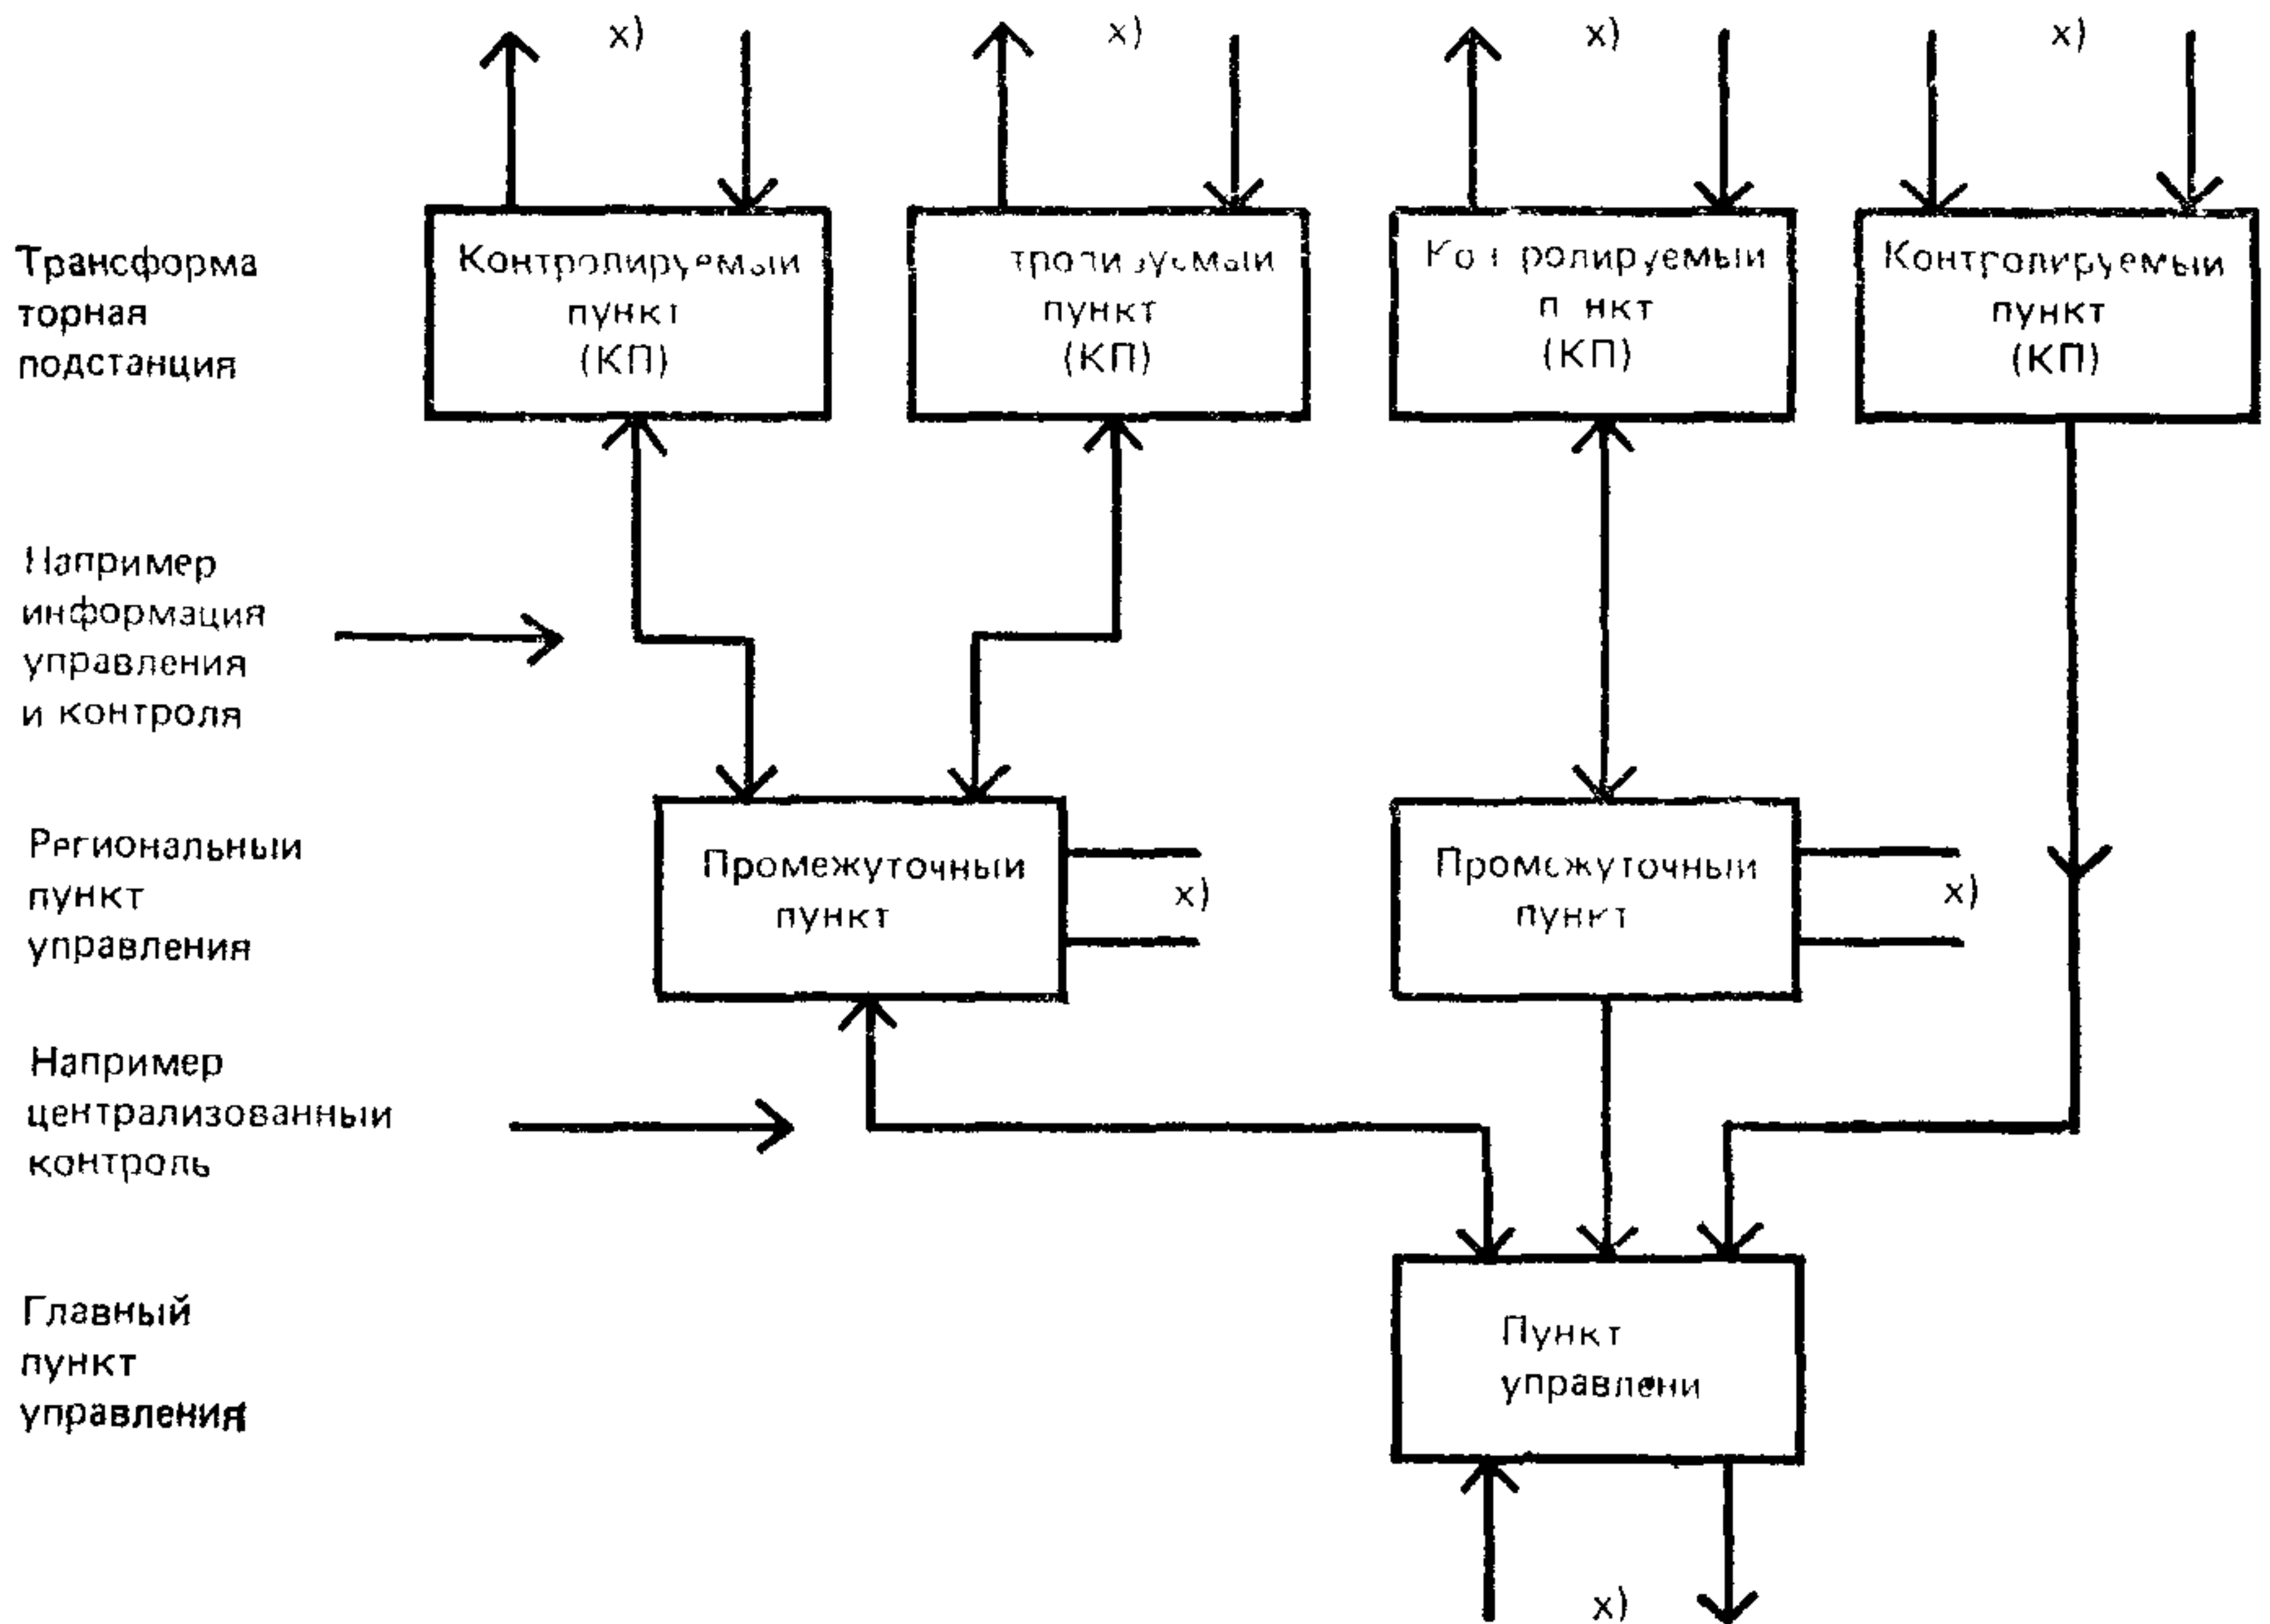 х)
х)
х)
х)
Трансформа
торная
подстанция
Контролируемый
пункт
(КП)
пункт
(КП)
Контролируемый
(КП)
Контролируемый
пункт
(КП)
Например
информация
управления
и контроля
Региональный
пункт
управления
Промежуточный
пункт
х)
Промежуточный
пункт
х)
Например
централизованный
контроль
Главный
пункт
управления
Пункт
управлени
х)